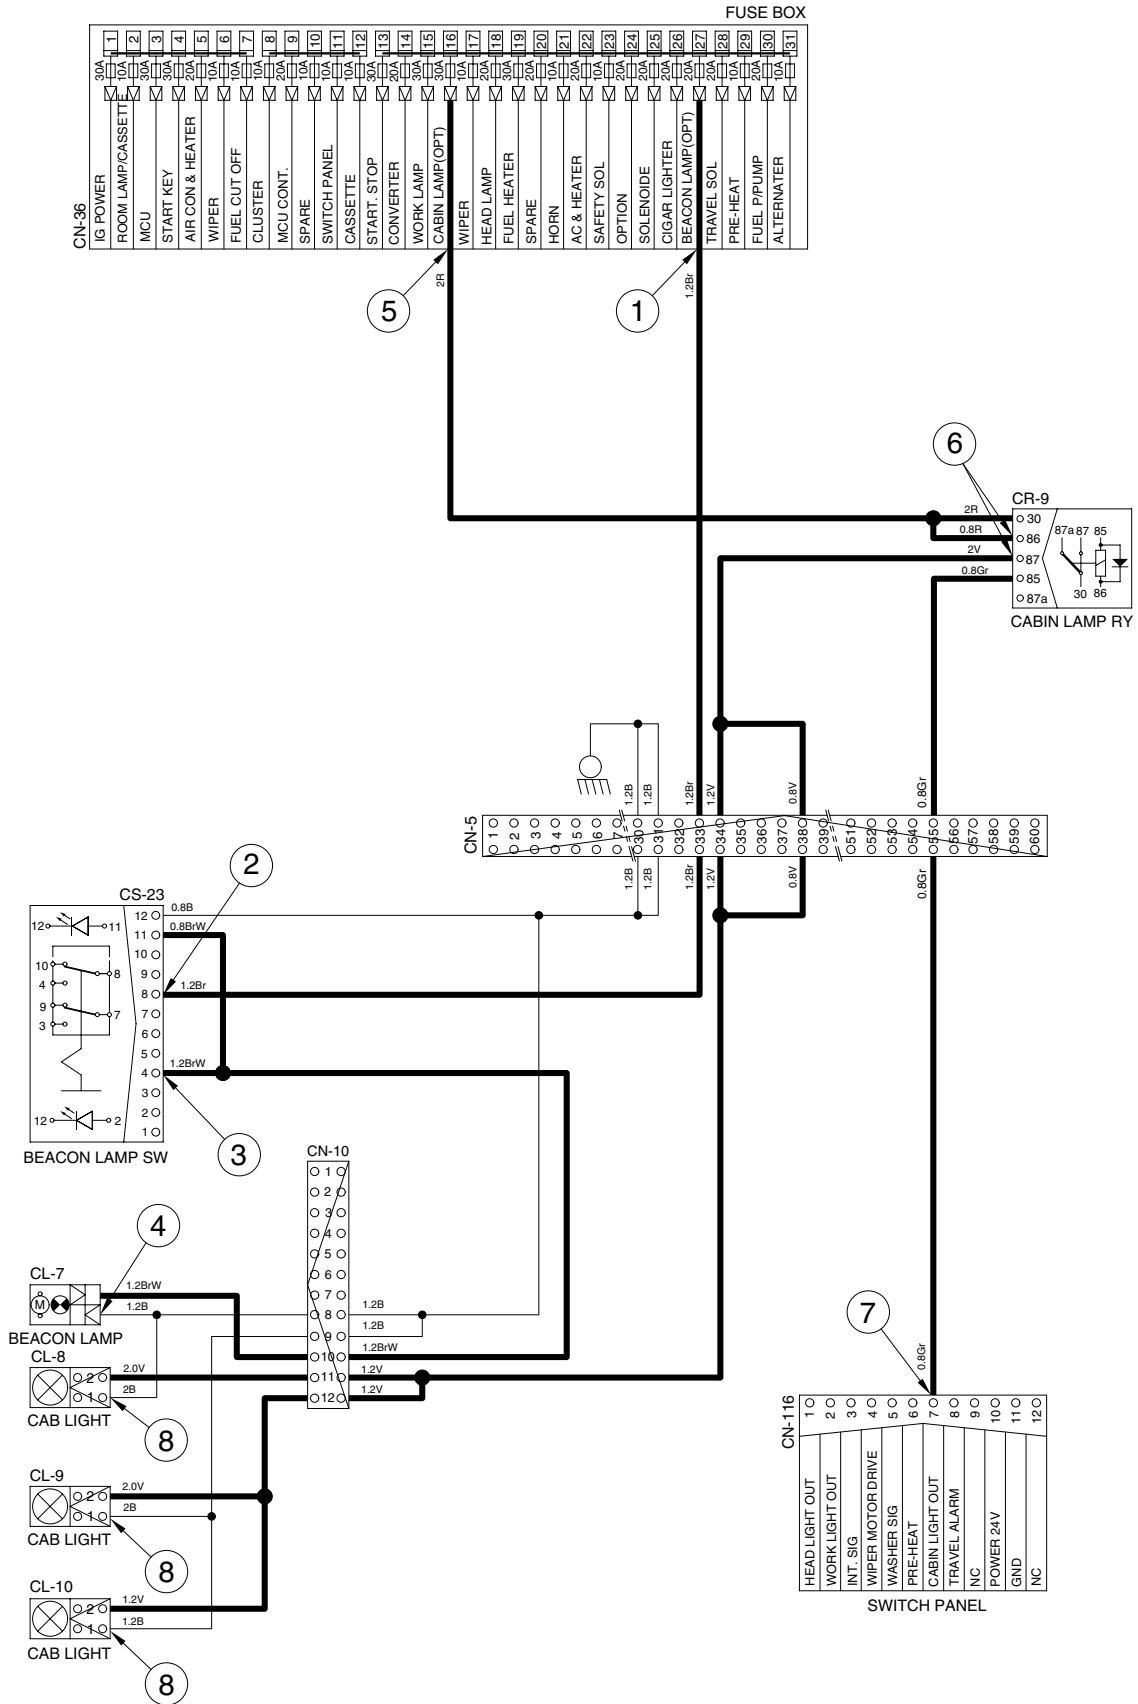 FUSE BOX
1 2 3 4 5 6 7 8 9 10 11 12 13 14 15 16 17 18 19 20 21 22 23 24 25 26 27 28 29 30 31
30A 10A 30A 30A 20A 10A 10A 10A 20A 10A 10A 30A 20A 20A 10A 10A 20A 30A 20A 10A 20A 10A 20A 20A 20A 10A 20A 20A 10A 20A 10A
CN-36
IG POWER
ROOM LAMP/CASSETTE
MCU
START KEY
AIR CON & HEATER
WIPER
FUEL CUT OFF
CLUSTER
MCU CONT.
SPARE
SWITCH PANEL
CASSETTE
START. STOP
CONVERTER
WORK LAMP
CABIN LAMP(OPT)
WIPER
HEAD LAMP
FUEL HEATER
SPARE
HORN
AC & HEATER
SAFETY SOL
OPTION
SOLENOIDE
CIGAR LIGHTER
BEACON LAMP(OPT)
TRAVEL SOL
PRE-HEAT
FUEL P/PUMP
ALTERNATER
2R
1.2Br
5
1
6
CR-9
2R
0.8R
2V
0.8Gr
30
86
87
85
87a
87a 87 85
30 86
CABIN LAMP RY
1.2B
1.2B
1.2Br
1.2V
0.8V
0.8Gr
CN-5
1 2 3 4 5 6 7 30 31 32 33 34 35 36 37 38 39 51 52 53 54 55 56 57 58 59 60
1.2B
1.2B
1.2Br
1.2V
0.8V
0.8Gr
2
CS-23
12
11
10
9
8
7
6
5
4
3
2
1
0.8B
0.8BrW
1.2Br
1.2BrW
12 11
10 8
4
9 7
3
12 2
BEACON LAMP SW
3
CN-10
1
2
3
4
5
6
7
8
9
10
11
12
1.2B
1.2B
1.2BrW
1.2V
1.2V
4
CL-7
M
1.2BrW
1.2B
BEACON LAMP
CL-8
2
1
2.0V
2B
CAB LIGHT
8
CL-9
2
1
2.0V
2B
CAB LIGHT
8
CL-10
2
1
1.2V
1.2B
CAB LIGHT
8
7
0.8Gr
CN-116
1 2 3 4 5 6 7 8 9 10 11 12
HEAD LIGHT OUT
WORK LIGHT OUT
INT. SIG
WIPER MOTOR DRIVE
WASHER SIG
PRE-HEAT
CABIN LIGHT OUT
TRAVEL ALARM
NC
POWER 24V
GND
NC
SWITCH PANEL